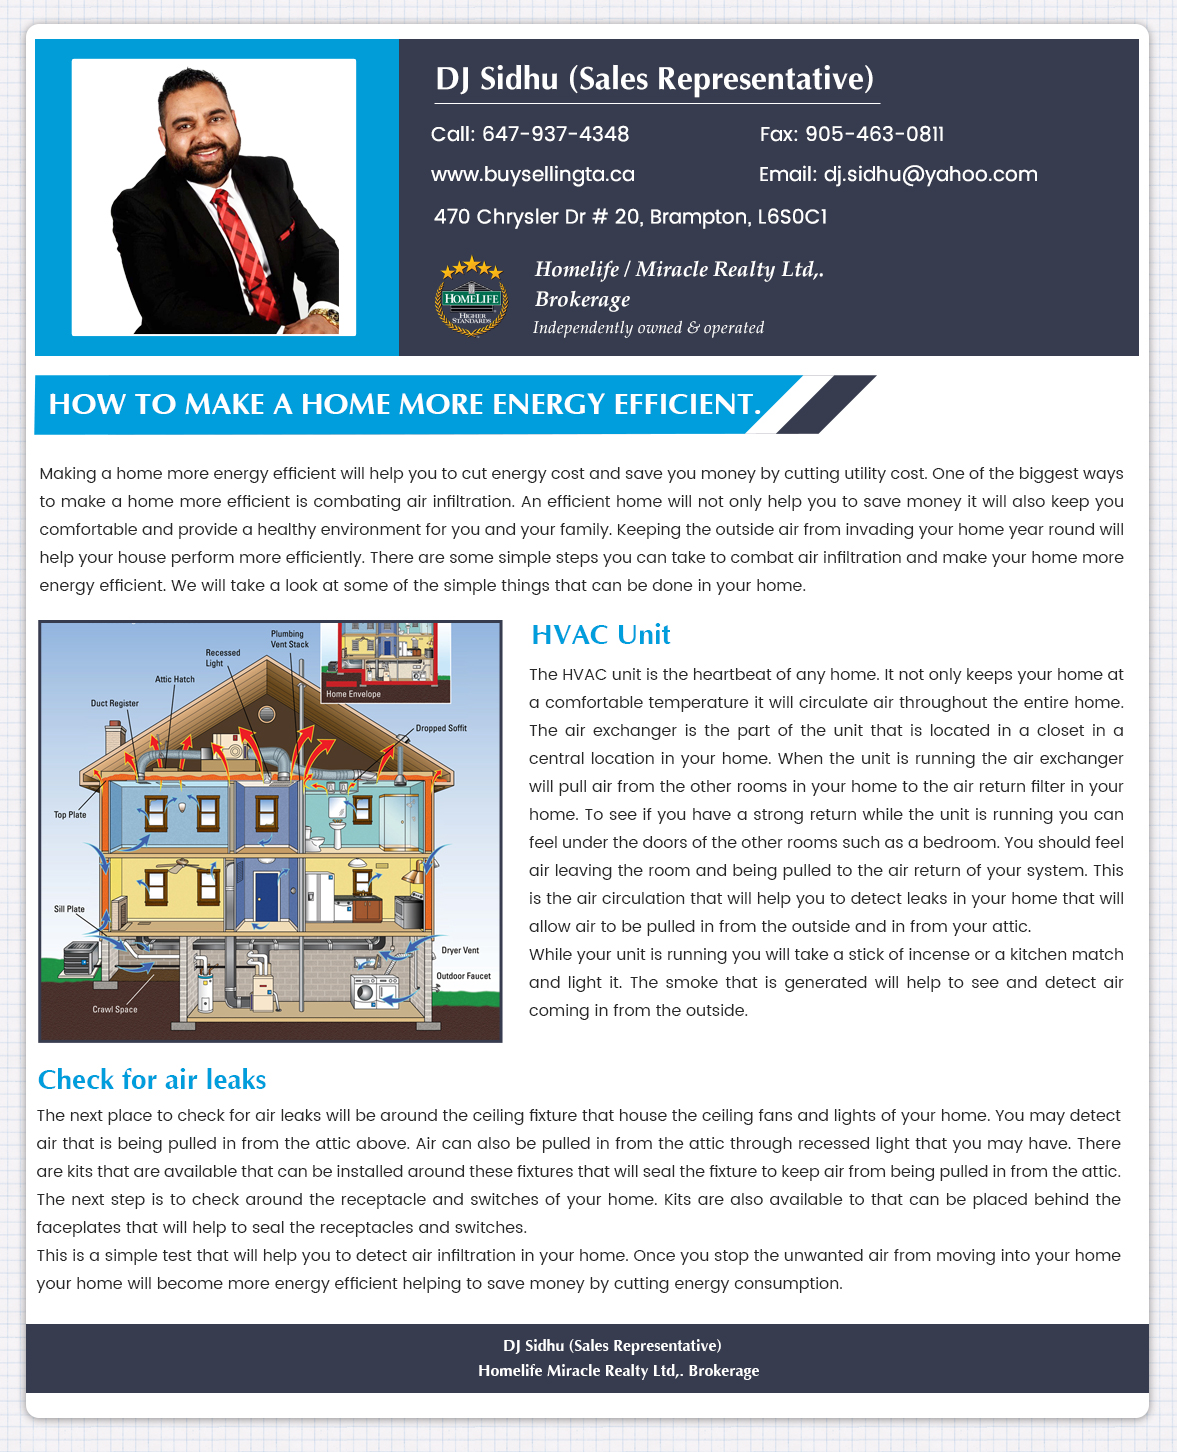 DJ Sidhu (Sales Representative)
Call: 647-937-4348
Fax: 905-463-0811
www.buysellingta.ca
Email: dj.sidhu@yahoo.com
470 Chrysler Dr # 20, Brampton, L6S0C1
HOMELIFE
HIGHER
STANDARDS
Homelife / Miracle Realty Ltd,.
Brokerage
Independently owned & operated
HOW TO MAKE A HOME MORE ENERGY EFFICIENT.
Making a home more energy efficient will help you to cut energy cost and save you money by cutting utility cost. One of the biggest ways
to make a home more efficient is combating air infiltration. An efficient home will not only help you to save money it will also keep you
comfortable and provide a healthy environment for you and your family. Keeping the outside air from invading your home year round will
help your house perform more efficiently. There are some simple steps you can take to combat air infiltration and make your home more
energy efficient. We will take a look at some of the simple things that can be done in your home.
Plumbing
Vent Stack
Recessed
Light
Attic Hatch
Duct Register
Home Envelope
Dropped Soffit
Top Plate
Sill Plate
Dryer Vent
Outdoor Faucet
Crawl Space
HVAC Unit
The HVAC unit is the heartbeat of any home. It not only keeps your home at
a comfortable temperature it will circulate air throughout the entire home.
The air exchanger is the part of the unit that is located in a closet in a
central location in your home. When the unit is running the air exchanger
will pull air from the other rooms in your home to the air return filter in your
home. To see if you have a strong return while the unit is running you can
feel under the doors of the other rooms such as a bedroom. You should feel
air leaving the room and being pulled to the air return of your system. This
is the air circulation that will help you to detect leaks in your home that will
allow air to be pulled in from the outside and in from your attic.
While your unit is running you will take a stick of incense or a kitchen match
and light it. The smoke that is generated will help to see and detect air
coming in from the outside.
Check for air leaks
The next place to check for air leaks will be around the ceiling fixture that house the ceiling fans and lights of your home. You may detect
air that is being pulled in from the attic above. Air can also be pulled in from the attic through recessed light that you may have. There
are kits that are available that can be installed around these fixtures that will seal the fixture to keep air from being pulled in from the attic.
The next step is to check around the receptacle and switches of your home. Kits are also available to that can be placed behind the
faceplates that will help to seal the receptacles and switches.
This is a simple test that will help you to detect air infiltration in your home. Once you stop the unwanted air from moving into your home
your home will become more energy efficient helping to save money by cutting energy consumption.
DJ Sidhu (Sales Representative)
Homelife Miracle Realty Ltd,. Brokerage